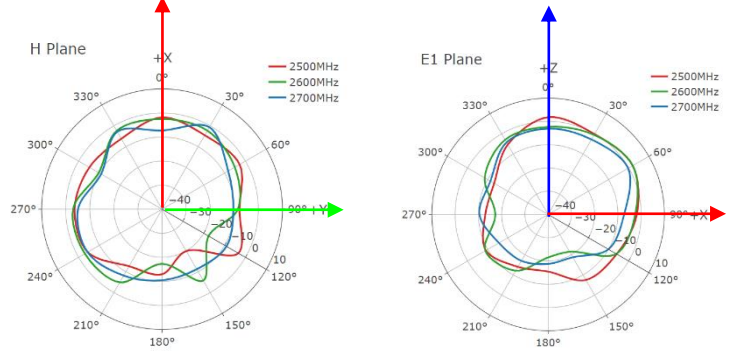 H Plane
+X
0°
2500MHz
2600MHz
2700MHz
330°
30°
300°
60°
270°
90°+Y
−40
−30
−20
−10
0
10
240°
120°
210°
150°
180°
E1 Plane
+Z
0°
2500MHz
2600MHz
2700MHz
330°
30°
300°
60°
270°
90°+X
−40
−30
−20
−10
0
10
240°
120°
210°
150°
180°